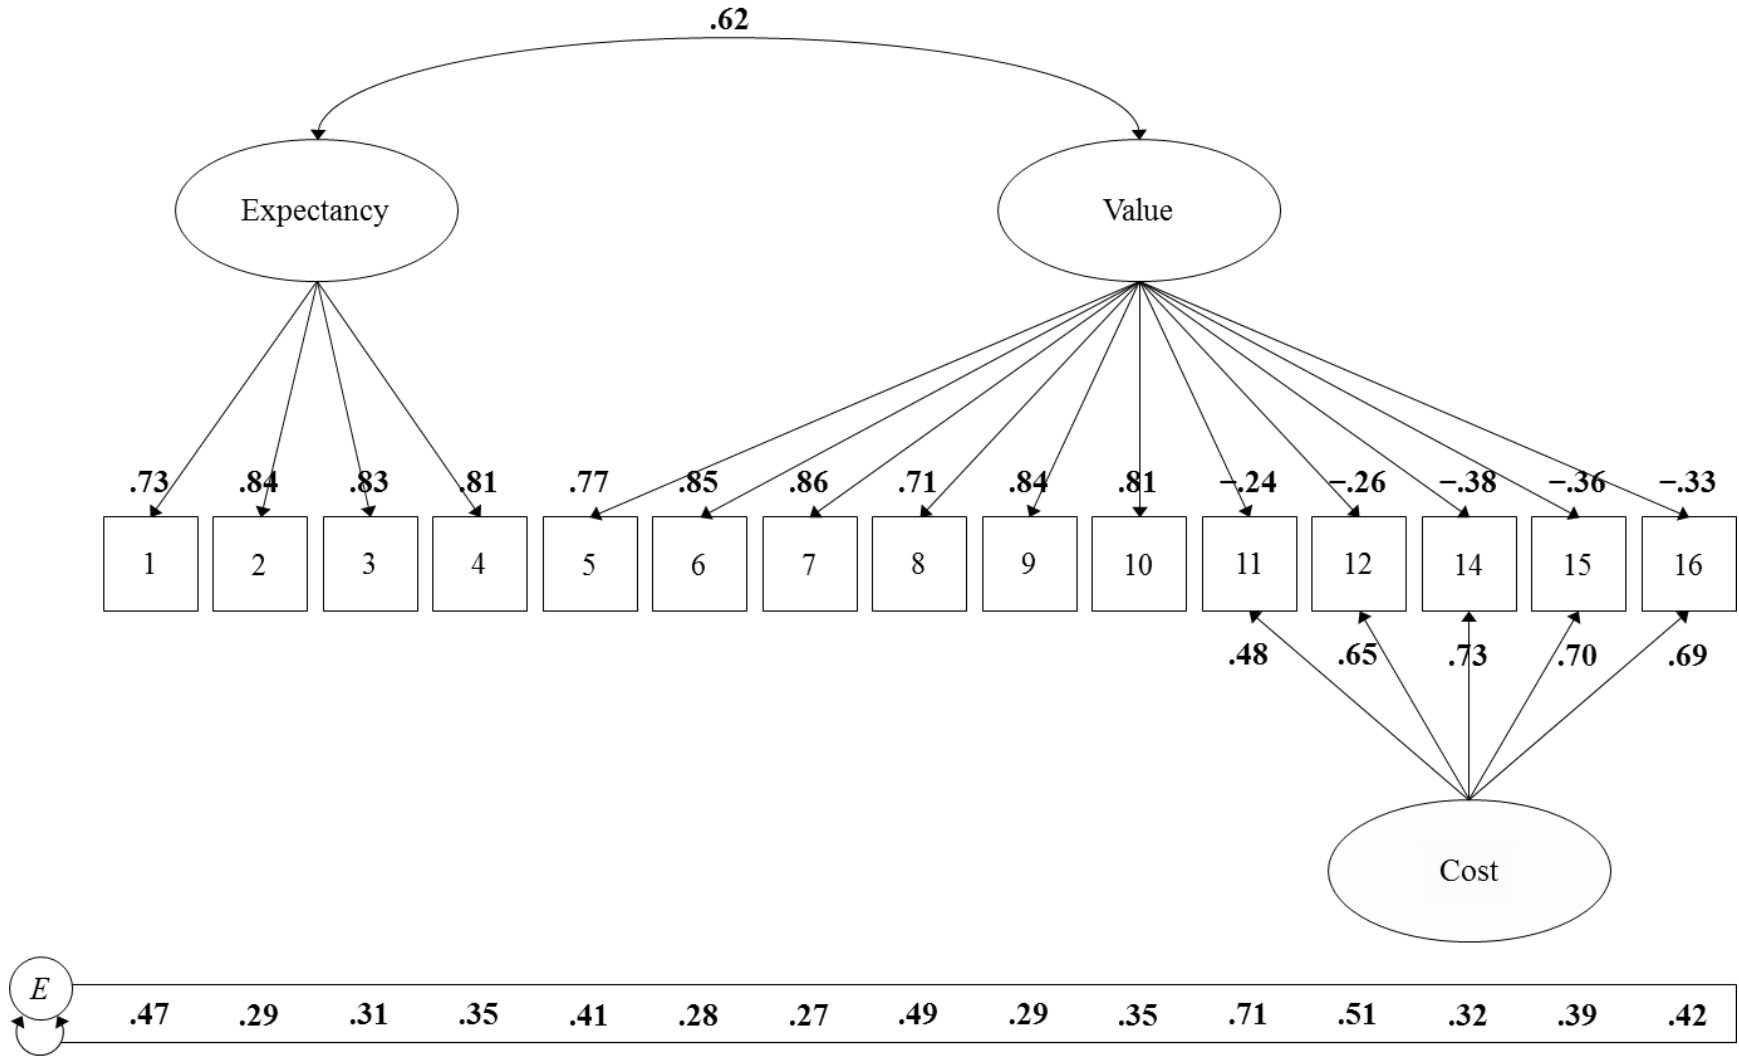 .62
Expectancy Value
.73 .84 .83 .81 .77 .85 .86 .71 .84 .81 −.24 −.26 −.38 −.36 −.33
1 2 3 4 5 6 7 8 9 10 11 12 14 15 16
.48 .65 .73 .70 .69
Cost
E
.47 .29 .31 .35 .41 .28 .27 .49 .29 .35 .71 .51 .32 .39 .42